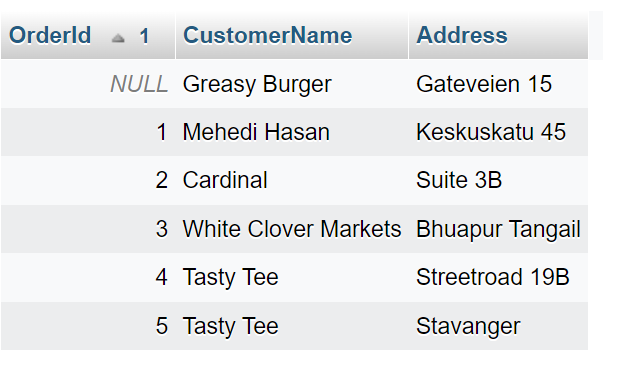 OrderId 1 CustomerName Address
NULL Greasy Burger Gateveien 15
1 Mehedi Hasan Keskuskatu 45
2 Cardinal Suite 3B
3 White Clover Markets Bhuapur Tangail
4 Tasty Tee Streetroad 19B
5 Tasty Tee Stavanger